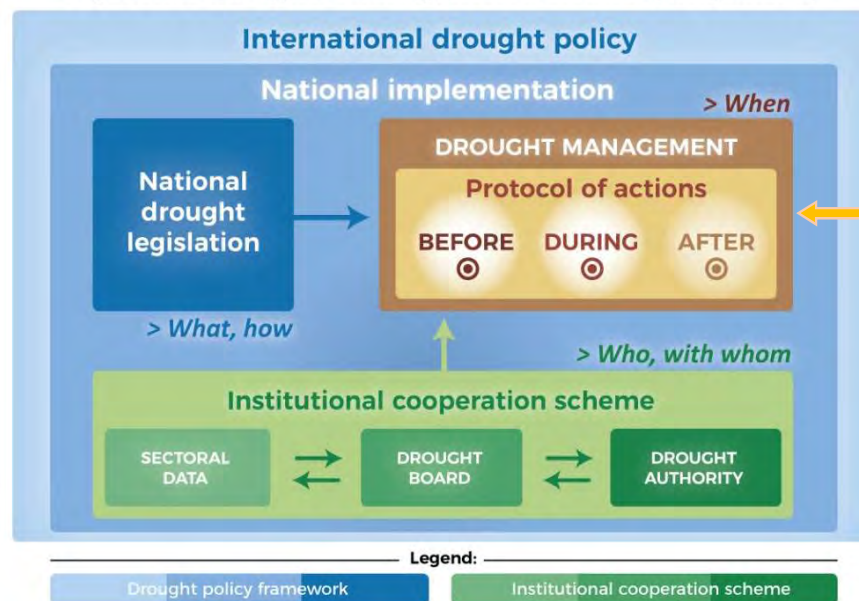 International drought policy
National implementation
> When
National
drought
legislation
DROUGHT MANAGEMENT
Protocol of actions
BEFORE
DURING
AFTER
> What, how
> Who, with whom
Institutional cooperation scheme
SECTORAL
DATA
DROUGHT
BOARD
DROUGHT
AUTHORITY
Legend:
Drought policy framework
Institutional cooperation scheme